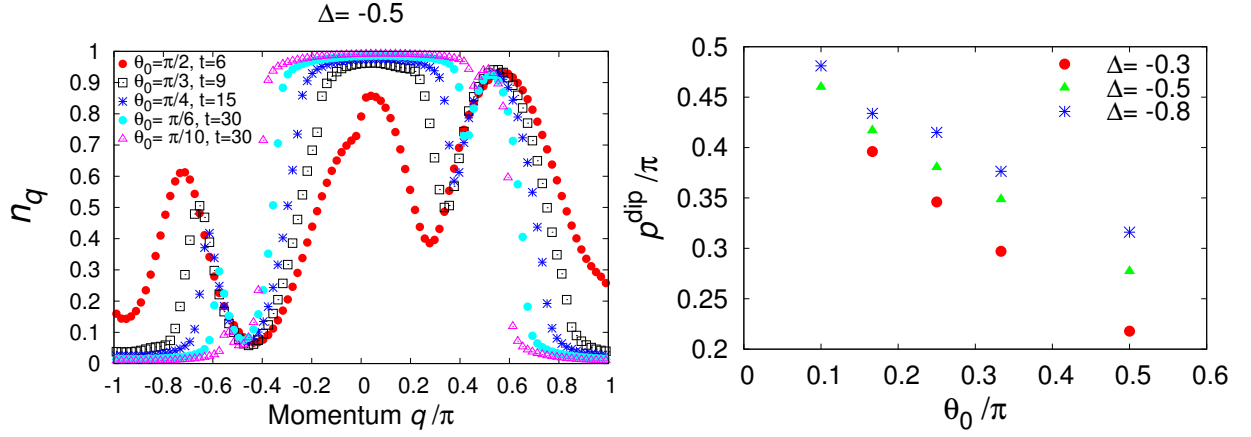 Δ= -0.5
n_q
1
0.9
0.8
0.7
0.6
0.5
0.4
0.3
0.2
0.1
0
θ₀=π/2, t=6
θ₀=π/3, t=9
θ₀=π/4, t=15
θ₀= π/6, t=30
θ₀= π/10, t=30
-1 -0.8 -0.6 -0.4 -0.2 0 0.2 0.4 0.6 0.8 1
Momentum q/π
p^dip/π
0.5
0.45
0.4
0.35
0.3
0.25
0.2
Δ= -0.3
Δ= -0.5
Δ= -0.8
0 0.1 0.2 0.3 0.4 0.5 0.6
θ₀/π